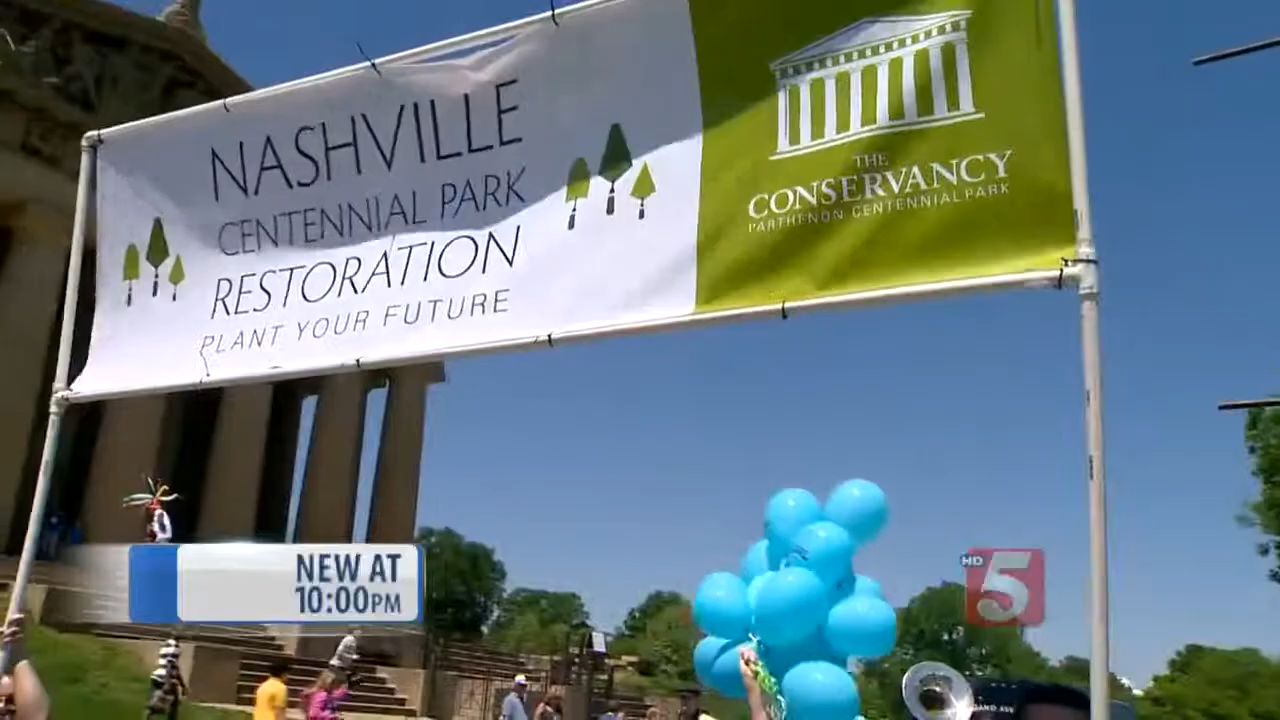 NASHVILLE
CENTENNIAL PARK
RESTORATION
PLANT YOUR FUTURE
THE
CONSERVANCY
PARTHENON CENTENNIAL PARK
NEW AT
10:00PM
HD
5